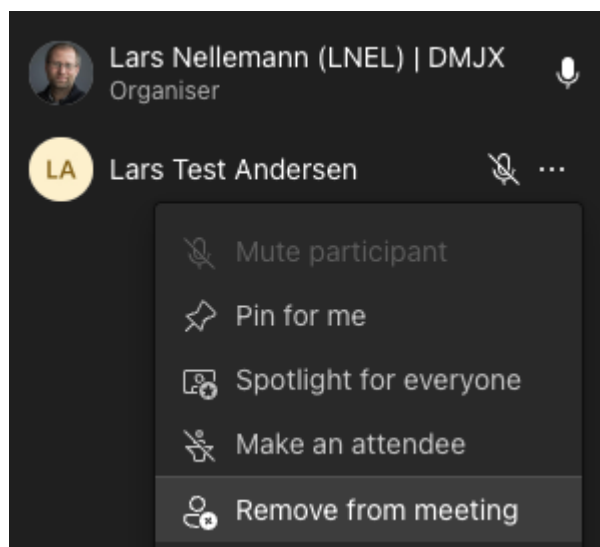 Lars Nellemann (LNEL) | DMJX
Organiser
LA Lars Test Andersen
Mute participant
Pin for me
Spotlight for everyone
Make an attendee
Remove from meeting